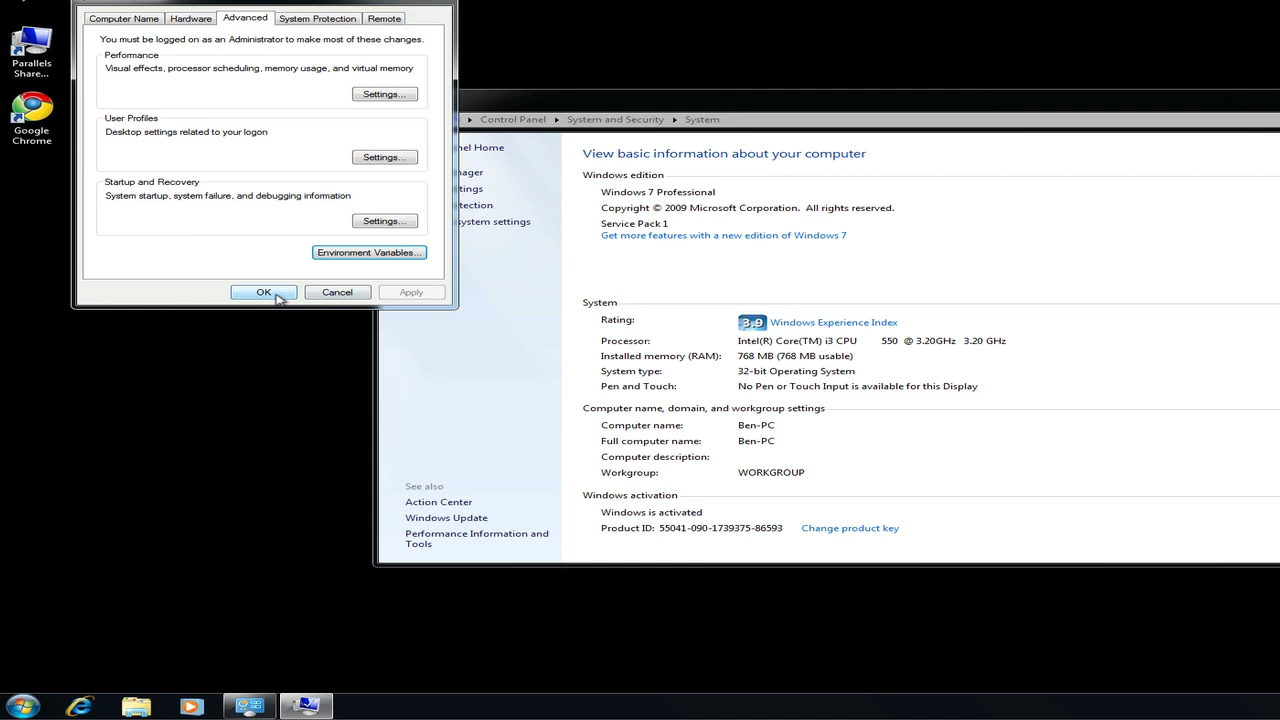 Parallels
Share...
Google
Chrome
Computer Name
Hardware
Advanced
System Protection
Remote
You must be logged on as an Administrator to make most of these changes.
Performance
Visual effects, processor scheduling, memory usage, and virtual memory
Settings...
User Profiles
Desktop settings related to your logon
Settings...
Startup and Recovery
System startup, system failure, and debugging information
Settings...
Environment Variables...
OK
Cancel
Apply
Control Panel
System and Security
System
nel Home
nager
ttings
tection
system settings
See also
Action Center
Windows Update
Performance Information and
Tools
View basic information about your computer
Windows edition
Windows 7 Professional
Copyright © 2009 Microsoft Corporation. All rights reserved.
Service Pack 1
Get more features with a new edition of Windows 7
System
Rating:
3.9 Windows Experience Index
Processor:
Intel(R) Core(TM) i3 CPU 550 @ 3.20GHz 3.20 GHz
Installed memory (RAM):
768 MB (768 MB usable)
System type:
32-bit Operating System
Pen and Touch:
No Pen or Touch Input is available for this Display
Computer name, domain, and workgroup settings
Computer name:
Ben-PC
Full computer name:
Ben-PC
Computer description:
Workgroup:
WORKGROUP
Windows activation
Windows is activated
Product ID: 55041-090-1739375-86593
Change product key